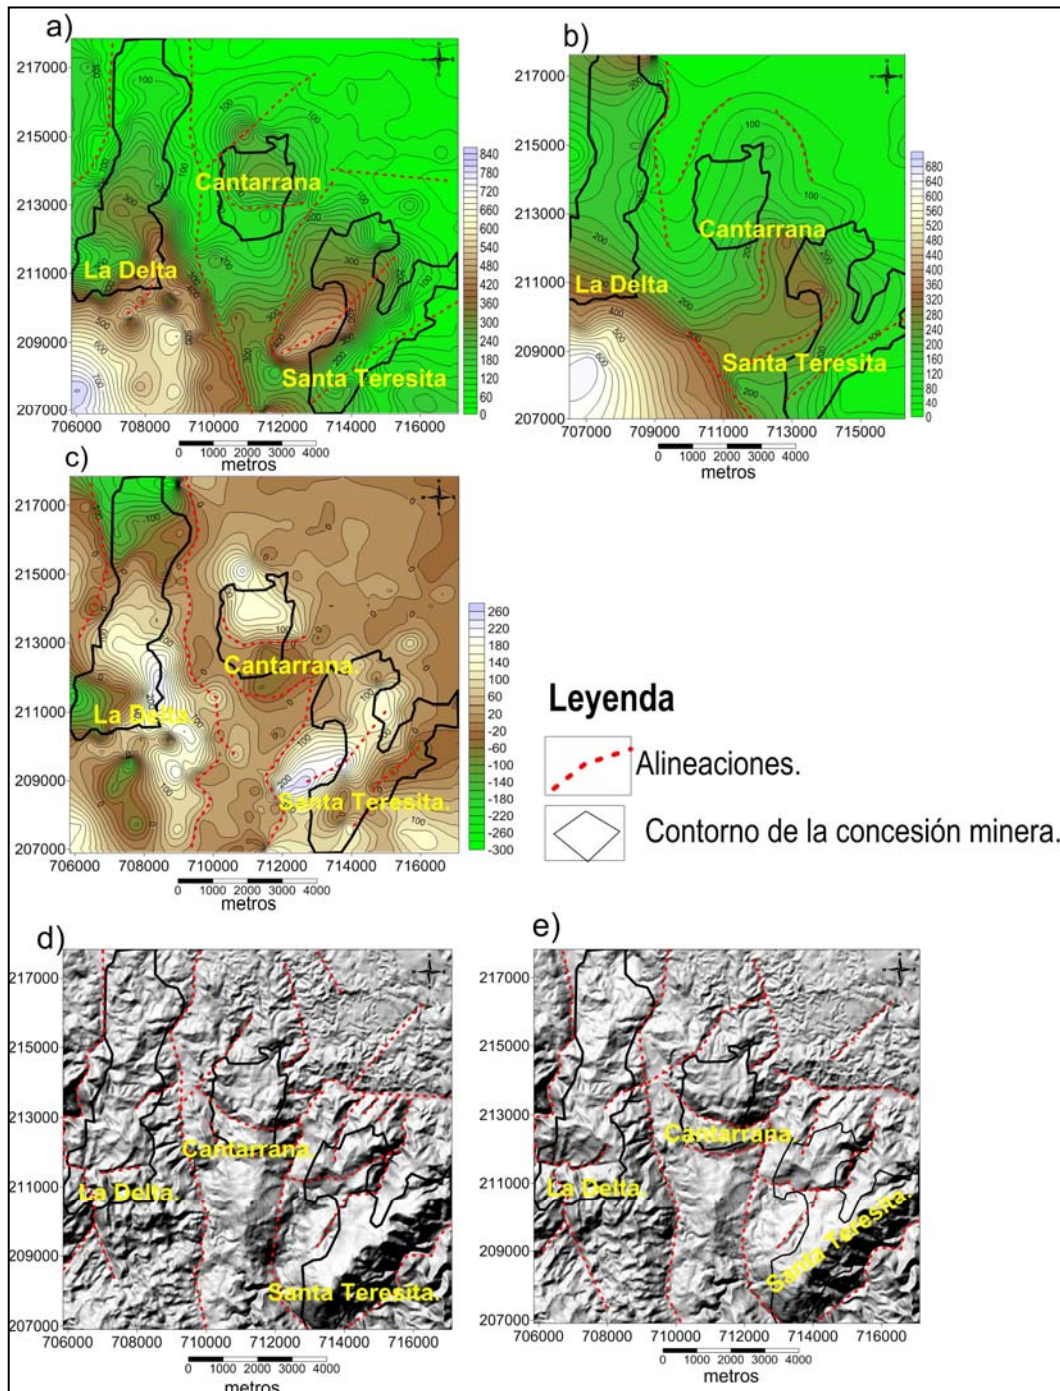 a)
217000
215000
213000
211000
209000
207000
706000 708000 710000 712000 714000 716000
Cantarrana
La Delta
Santa Teresita
840
780
720
660
600
540
480
420
360
300
240
180
120
60
0
0 1000 2000 3000 4000
metros
b)
217000
215000
213000
211000
209000
207000
707000 709000 711000 713000 715000
Cantarrana
La Delta
Santa Teresita
680
640
600
560
520
480
440
400
360
320
280
240
200
160
120
80
40
0
0 1000 2000 3000 4000
metros
c)
217000
215000
213000
211000
209000
207000
706000 708000 710000 712000 714000 716000
Cantarrana.
La Delta.
Santa Teresita.
260
220
180
140
100
60
20
-20
-60
-100
-140
-180
-220
-260
-300
0 1000 2000 3000 4000
metros
Leyenda
Alineaciones.
Contorno de la concesión minera.
d)
217000
215000
213000
211000
209000
207000
706000 708000 710000 712000 714000 716000
Cantarrana.
La Delta.
Santa Teresita.
0 1000 2000 3000 4000
metros
e)
217000
215000
213000
211000
209000
207000
706000 708000 710000 712000 714000 716000
Cantarrana.
La Delta.
Santa Teresita.
0 1000 2000 3000 4000
metros